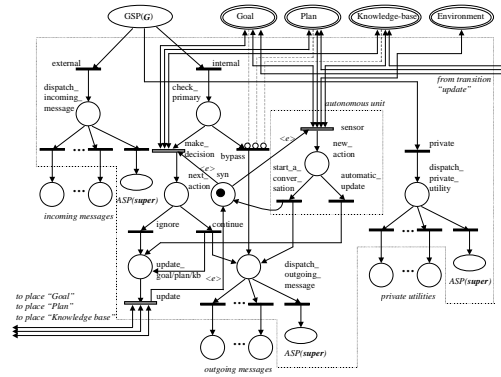 GSP(G)
Goal
Plan
Knowledge-base
Environment
external
internal
from transition
"update"
dispatch_
incoming_
message
check_
primary
autonomous unit
<e>
sensor
make_
decision
bypass
new_
action
private
...
<e>
syn
next_
action
start_a_
conver_
sation
automatic_
update
dispatch_
private_
utility
ASP(super)
incoming messages
ignore
continue
...
update_
goal/plan/kb
dispatch_
outgoing_
message
<e>
update
ASP(super)
private utilities
to place "Goal"
to place "Plan"
to place "Knowledge base"
...
ASP(super)
outgoing messages